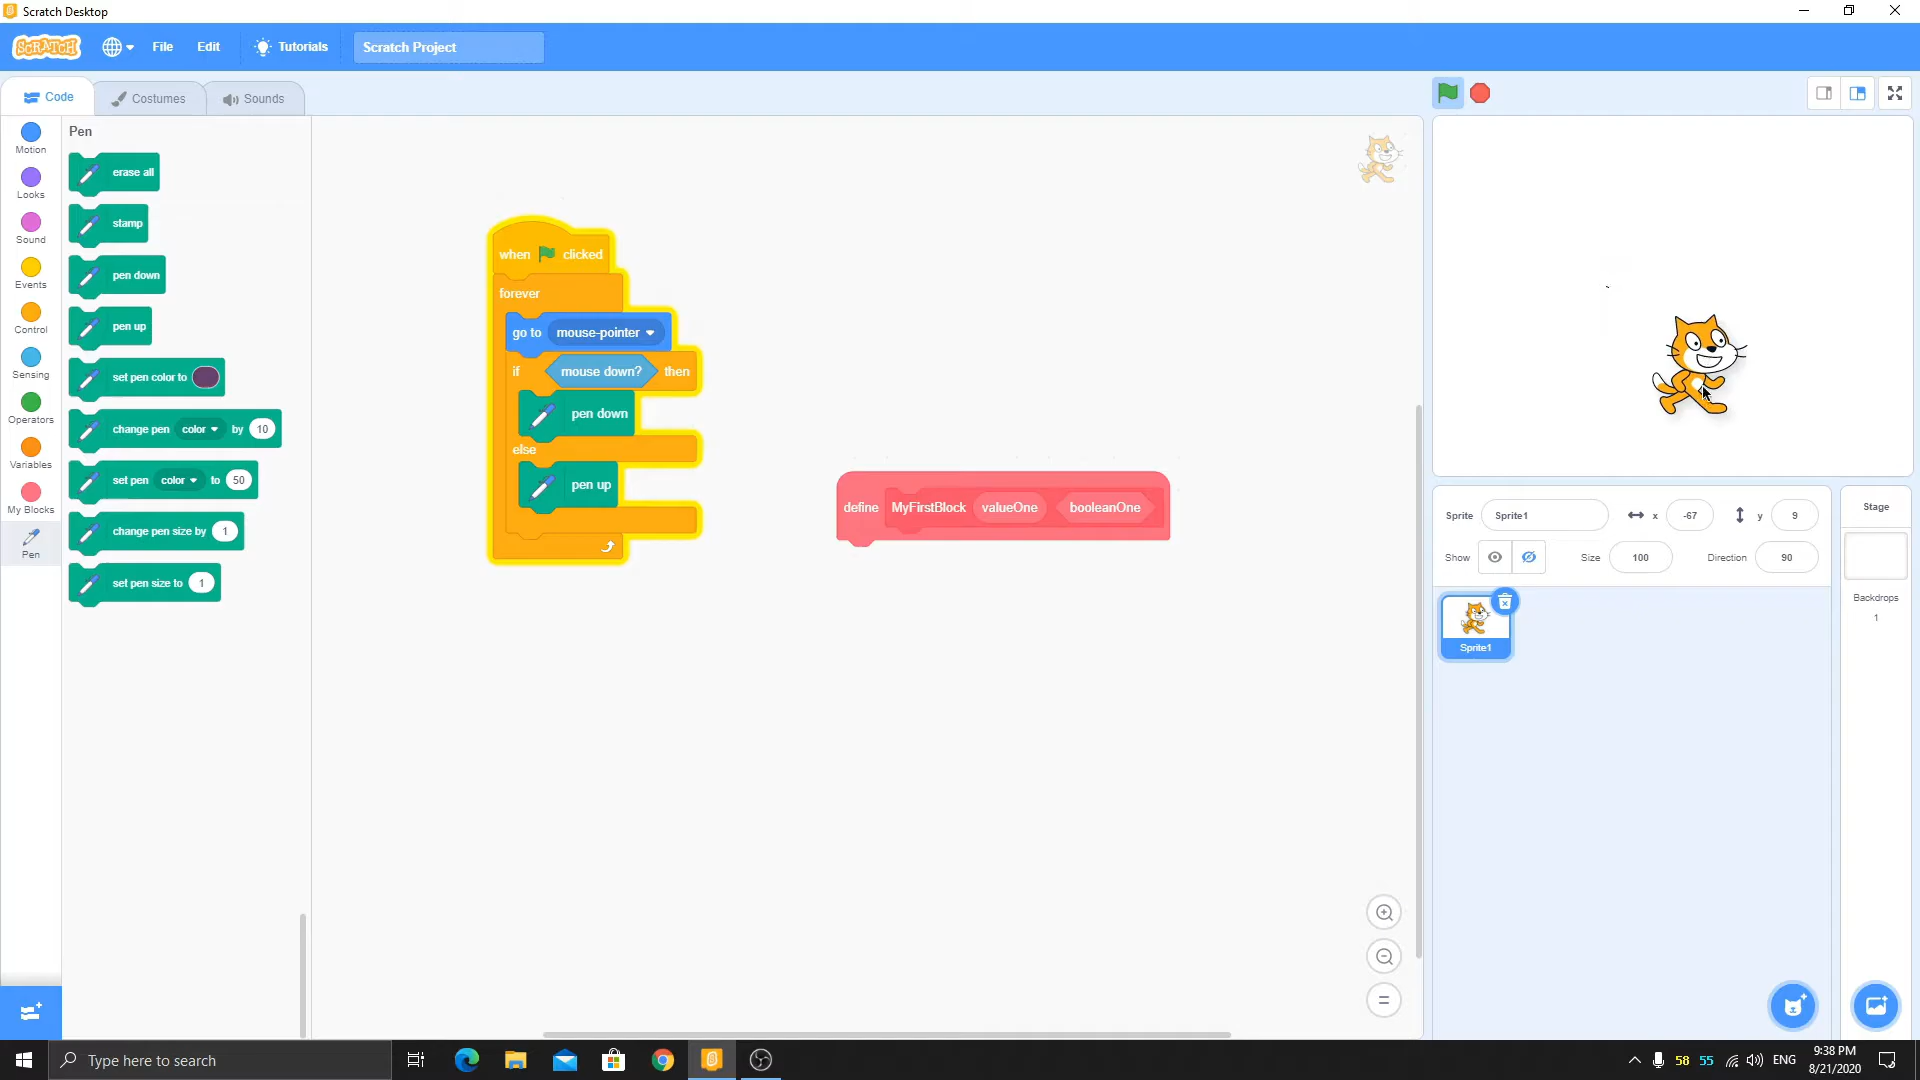 Scratch Desktop
SCRATCH File Edit Tutorials Scratch Project
Code Costumes Sounds
Motion
Looks
Sound
Events
Control
Sensing
Operators
Variables
My Blocks
Pen
Pen
erase all
stamp
pen down
pen up
set pen color to
change pen color by 10
set pen color to 50
change pen size by 1
set pen size to 1
when clicked
forever
go to mouse-pointer
if mouse down? then
pen down
else
pen up
define MyFirstBlock valueOne booleanOne
Sprite Sprite1 x -67 y 9
Show Size 100 Direction 90
Sprite1
Stage
Backdrops
1
Type here to search
58 55 ENG
9:38 PM
8/21/2020